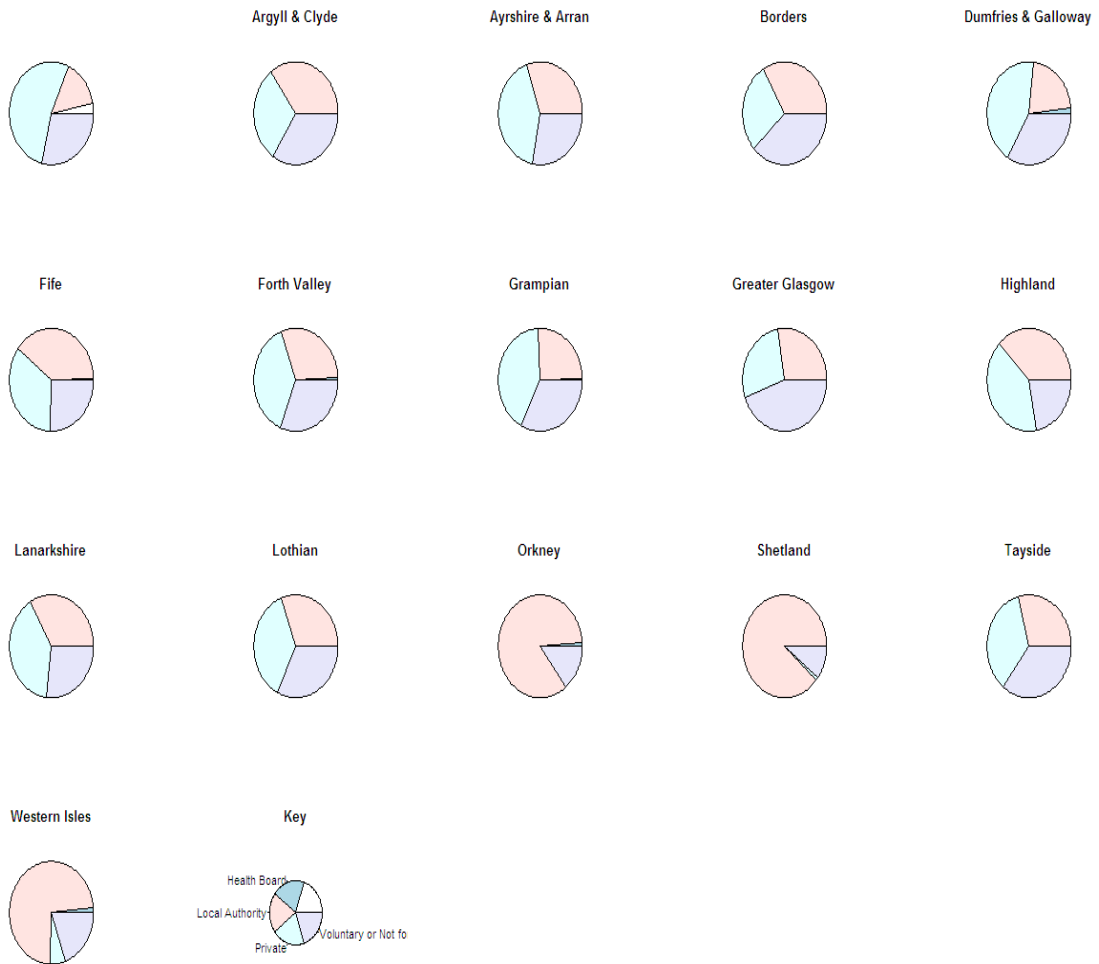 Argyll & Clyde
Ayrshire & Arran
Borders
Dumfries & Galloway
Fife
Forth Valley
Grampian
Greater Glasgow
Highland
Lanarkshire
Lothian
Orkney
Shetland
Tayside
Western Isles
Key
Health Board
Local Authority
Voluntary or Not fo
Private